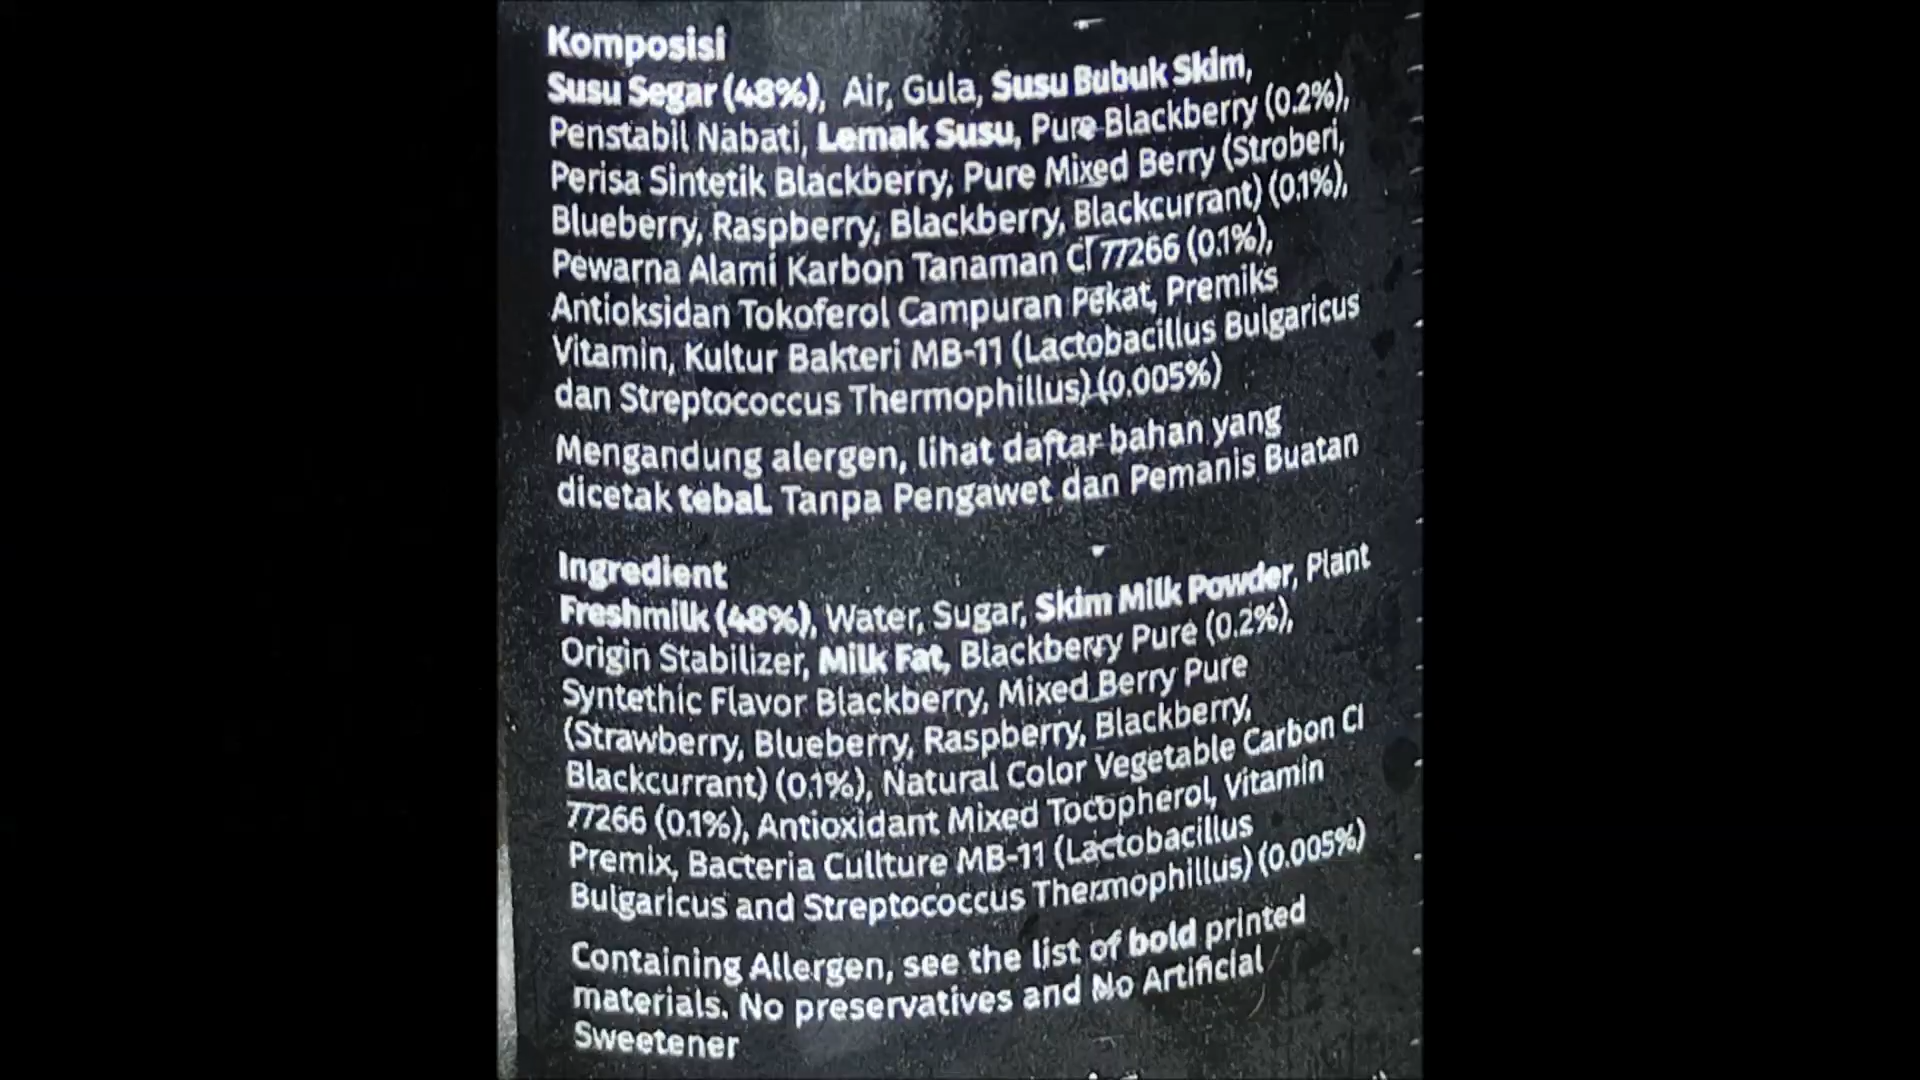 Komposisi
Susu Segar (48%), Air, Gula, Susu Bubuk Skim,
Penstabil Nabati, Lemak Susu, Pure Blackberry (0.2%),
Perisa Sintetik Blackberry, Pure Mixed Berry (Stroberi,
Blueberry, Raspberry, Blackberry, Blackcurrant) (0.1%),
Pewarna Alami Karbon Tanaman CI 77266 (0.1%),
Antioksidan Tokoferol Campuran Pekat, Premiks
Vitamin, Kultur Bakteri MB-11 (Lactobacillus Bulgaricus
dan Streptococcus Thermophillus) (0.005%)
Mengandung alergen, lihat daftar bahan yang
dicetak tebal. Tanpa Pengawet dan Pemanis Buatan
Ingredient
Freshmilk (48%), Water, Sugar, Skim Milk Powder, Plant
Origin Stabilizer, Milk Fat, Blackberry Pure (0.2%),
Syntethic Flavor Blackberry, Mixed Berry Pure
(Strawberry, Blueberry, Raspberry, Blackberry,
Blackcurrant) (0.1%), Natural Color Vegetable Carbon CI
77266 (0.1%), Antioxidant Mixed Tocopherol, Vitamin
Premix, Bacteria Cullture MB-11 (Lactobacillus
Bulgaricus and Streptococcus Thermophillus) (0.005%)
Containing Allergen, see the list of bold printed
materials. No preservatives and No Artificial
Sweetener